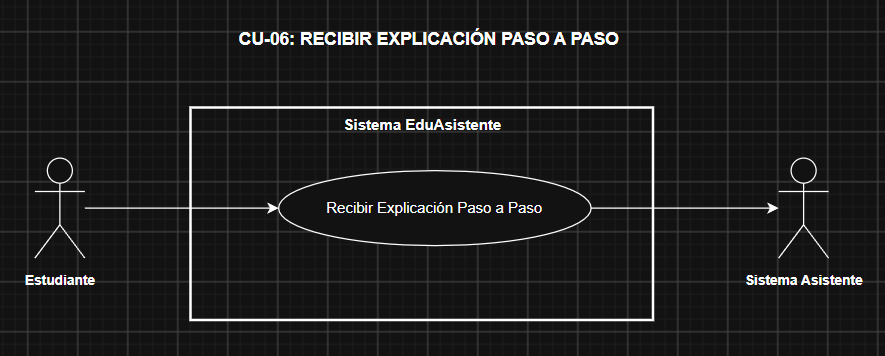 CU-06: RECIBIR EXPLICACIÓN PASO A PASO
Sistema EduAsistente
Recibir Explicación Paso a Paso
Estudiante
Sistema Asistente